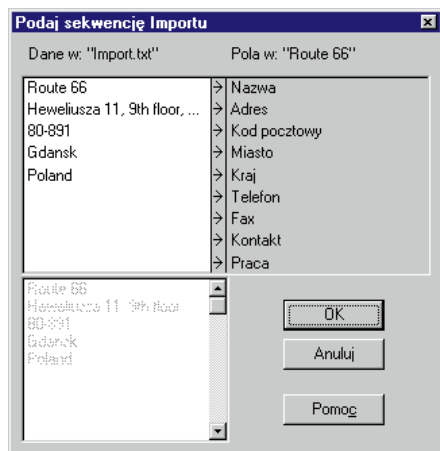 Podaj sekwencję Importu
Dane w: "Import.txt" Pola w: "Route 66"
Route 66 → Nazwa
Heweliusza 11, 9th floor, ... → Adres
80-891 → Kod pocztowy
Gdansk → Miasto
Poland → Kraj
→ Telefon
→ Fax
→ Kontakt
→ Praca
Route 66
Heweliusza 11 9th floor
80-891
Gdansk
Poland
OK
Anuluj
Pomoc